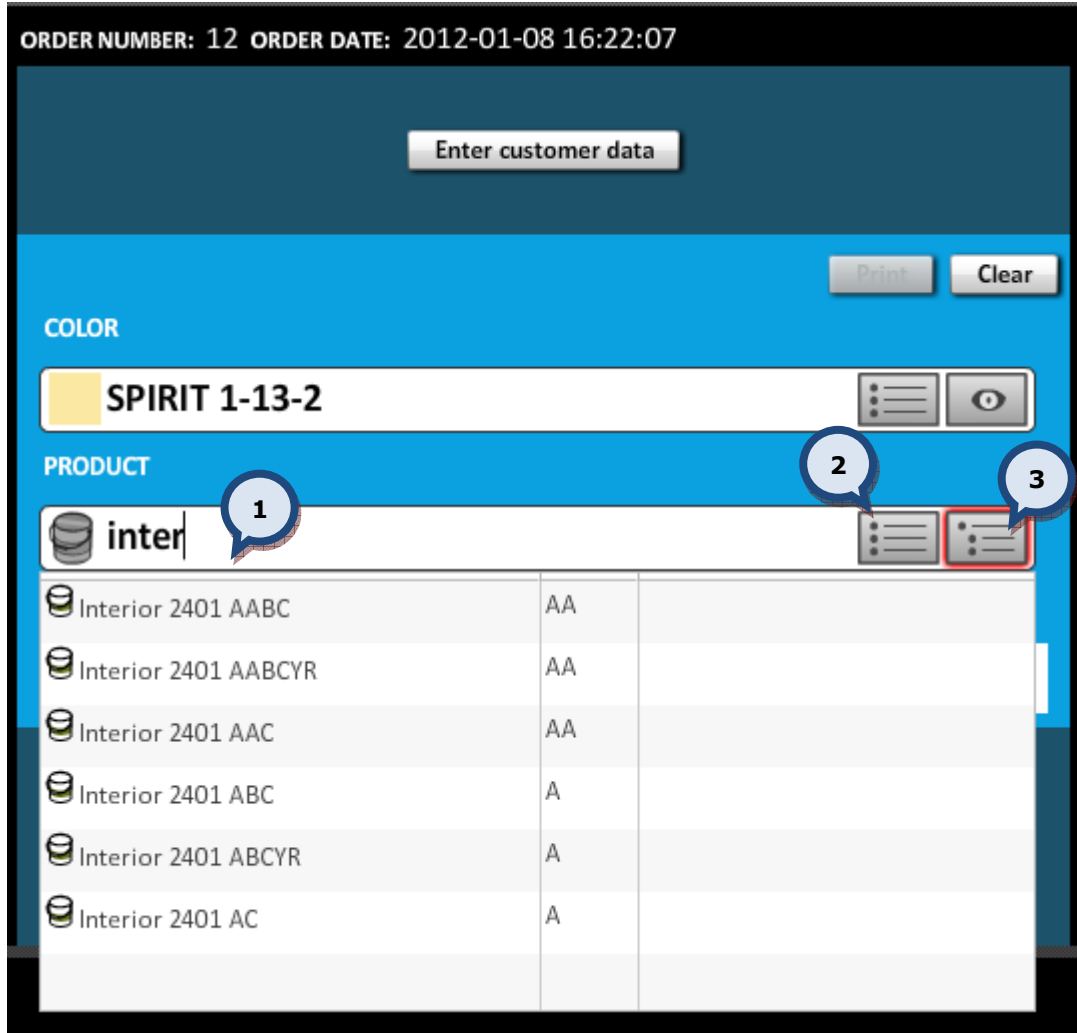 ORDER NUMBER: 12 ORDER DATE: 2012-01-08 16:22:07
Enter customer data
Print Clear
COLOR
SPIRIT 1-13-2
PRODUCT
1
2
3
inter
Interior 2401 AABC AA
Interior 2401 AABCYR AA
Interior 2401 AAC AA
Interior 2401 ABC A
Interior 2401 ABCYR A
Interior 2401 AC A